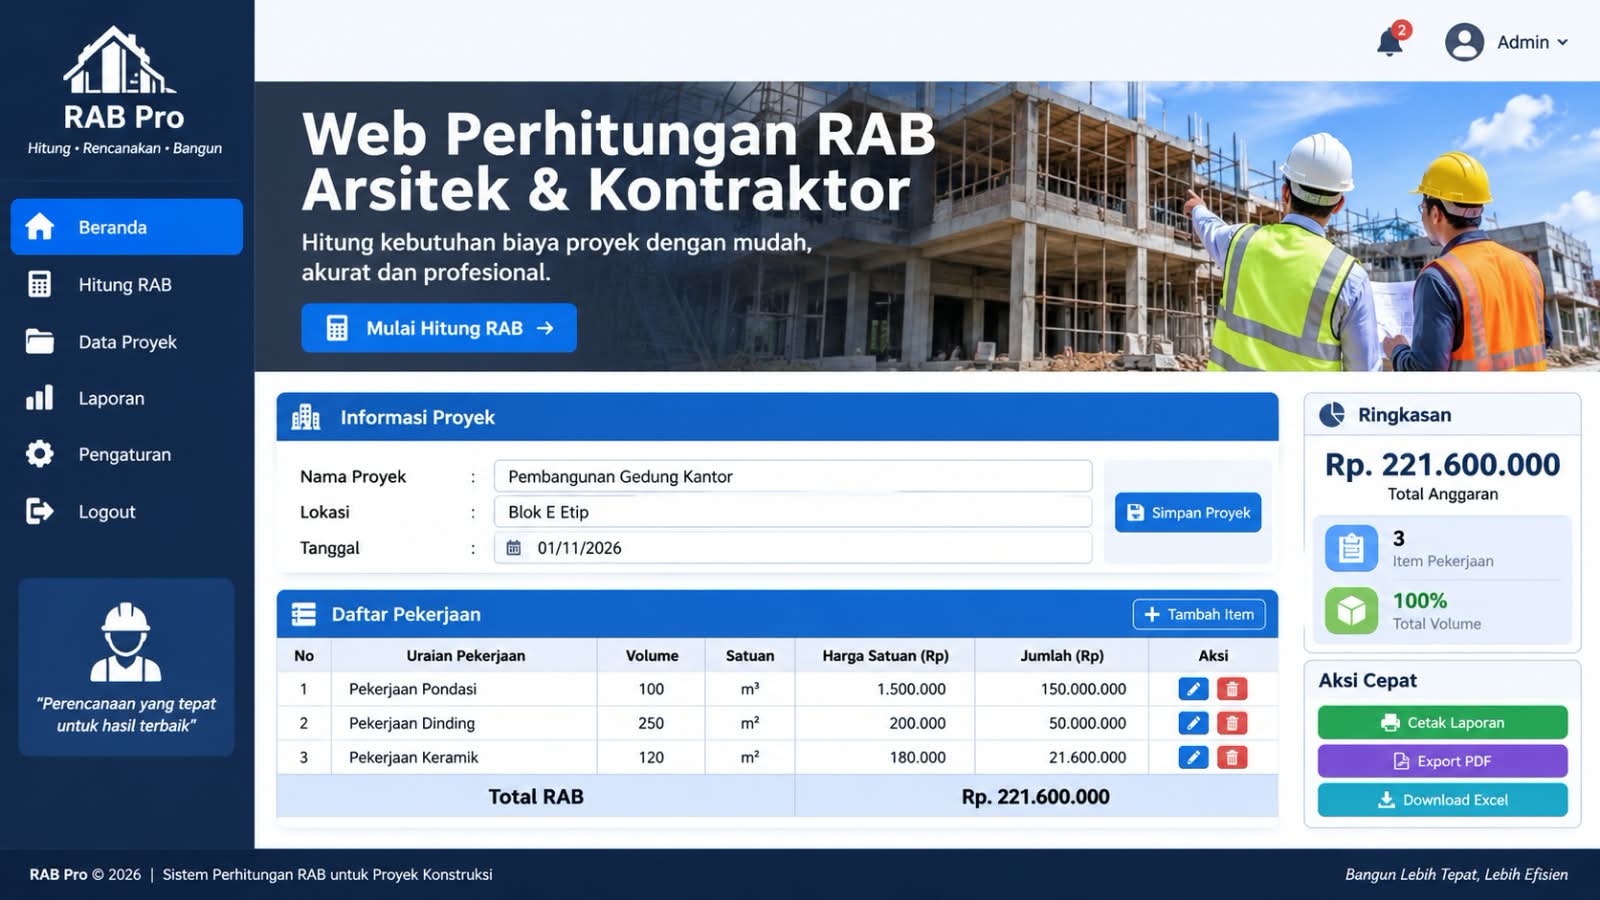 RAB Pro
Hitung • Rencanakan • Bangun
Beranda
Hitung RAB
Data Proyek
Laporan
Pengaturan
Logout
"Perencanaan yang tepat
untuk hasil terbaik"
2
Admin
Web Perhitungan RAB
Arsitek & Kontraktor
Hitung kebutuhan biaya proyek dengan mudah,
akurat dan profesional.
Mulai Hitung RAB →
Informasi Proyek
Nama Proyek : Pembangunan Gedung Kantor
Lokasi : Blok E Etip
Tanggal : 01/11/2026
Simpan Proyek
Daftar Pekerjaan
+ Tambah Item
No Uraian Pekerjaan Volume Satuan Harga Satuan (Rp) Jumlah (Rp) Aksi
1 Pekerjaan Pondasi 100 m³ 1.500.000 150.000.000
2 Pekerjaan Dinding 250 m² 200.000 50.000.000
3 Pekerjaan Keramik 120 m² 180.000 21.600.000
Total RAB Rp. 221.600.000
Ringkasan
Rp. 221.600.000
Total Anggaran
3
Item Pekerjaan
100%
Total Volume
Aksi Cepat
Cetak Laporan
Export PDF
Download Excel
RAB Pro © 2026 | Sistem Perhitungan RAB untuk Proyek Konstruksi
Bangun Lebih Tepat, Lebih Efisien